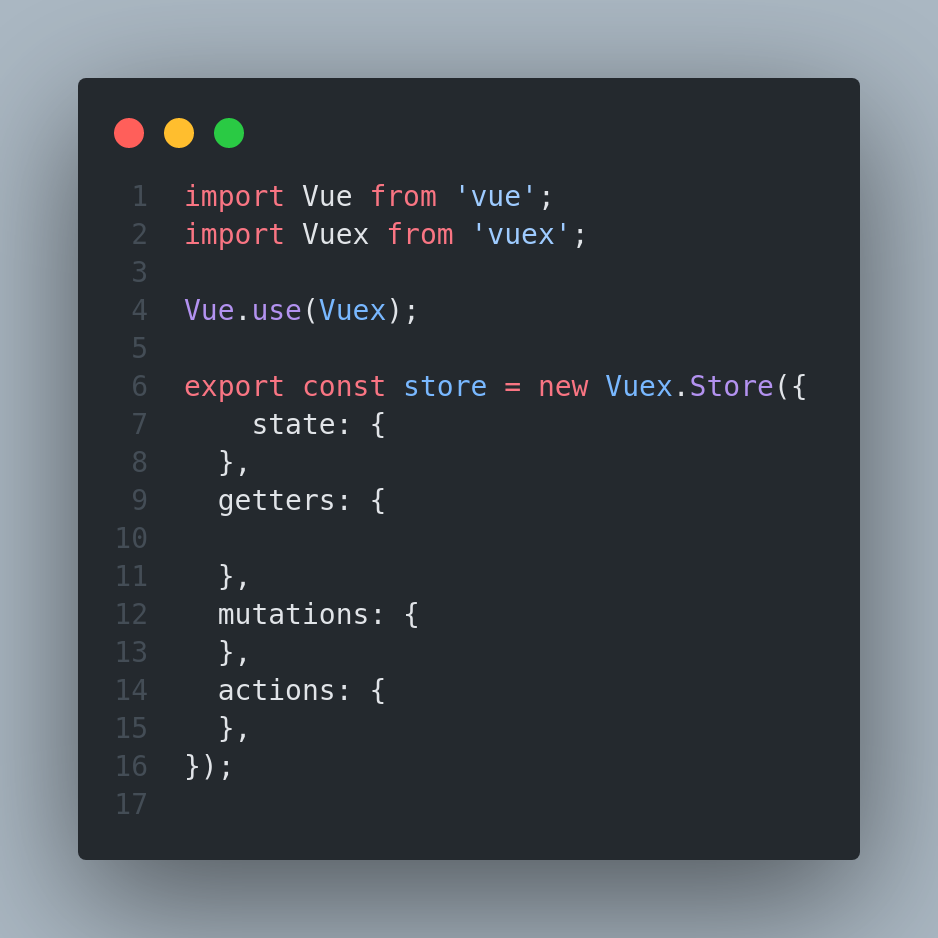 1 import Vue from 'vue';
2 import Vuex from 'vuex';
3
4 Vue.use(Vuex);
5
6 export const store = new Vuex.Store({
7     state: {
8   },
9   getters: {
10
11   },
12   mutations: {
13   },
14   actions: {
15   },
16 });
17